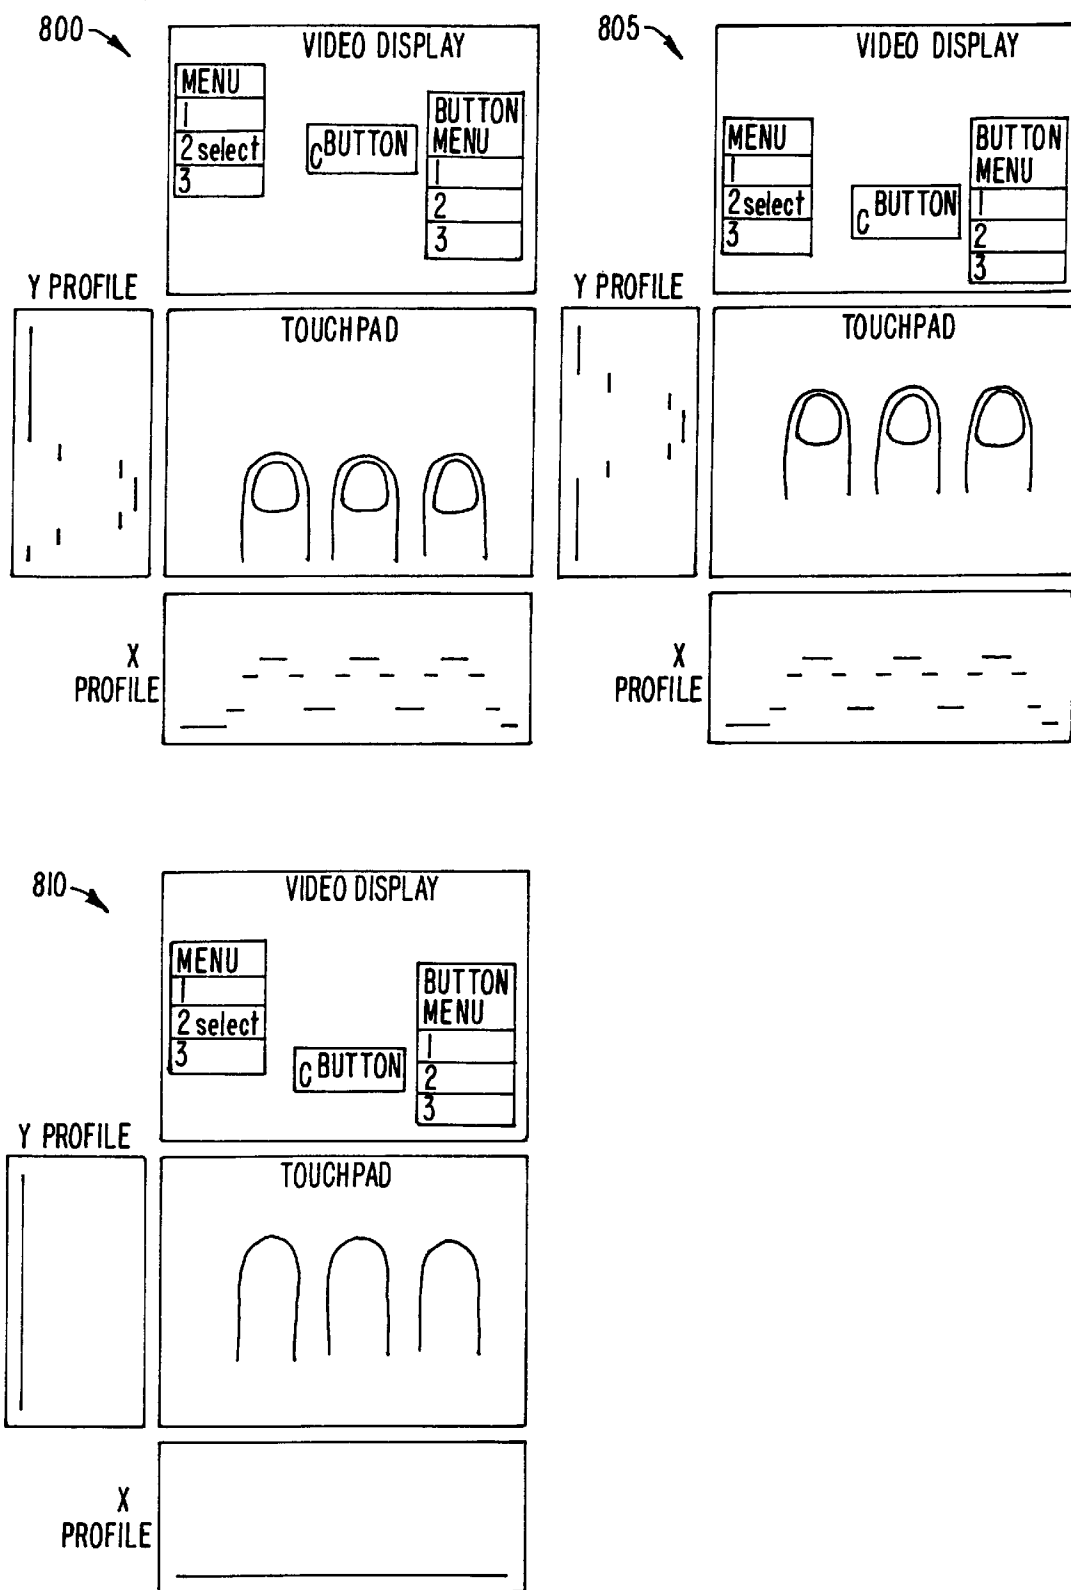 800
VIDEO DISPLAY
MENU
1
2 select
3
C BUTTON
BUTTON
MENU
1
2
3
Y PROFILE
TOUCHPAD
X
PROFILE
805
VIDEO DISPLAY
MENU
1
2 select
3
C BUTTON
BUTTON
MENU
1
2
3
Y PROFILE
TOUCHPAD
X
PROFILE
810
VIDEO DISPLAY
MENU
1
2 select
3
C BUTTON
BUTTON
MENU
1
2
3
Y PROFILE
TOUCHPAD
X
PROFILE